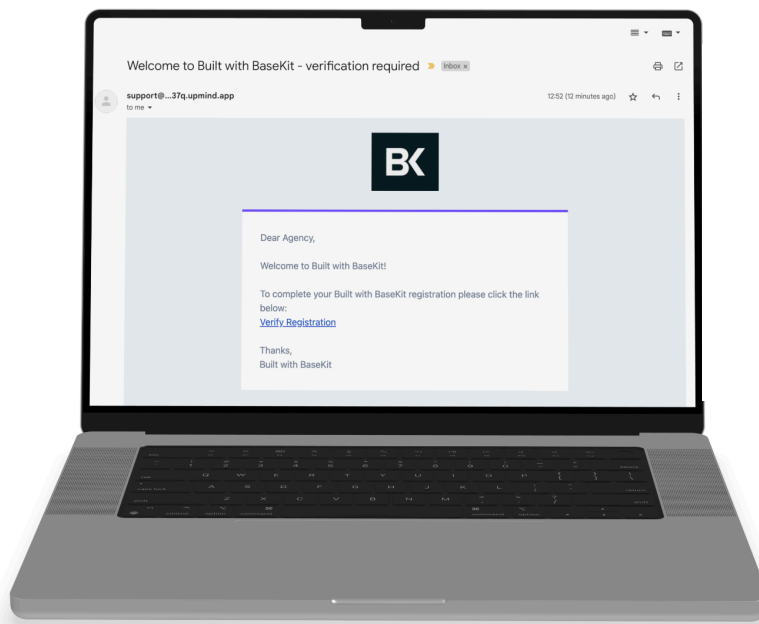 Welcome to Built with BaseKit - verification required Inbox x
support@...37q.upmind.app 12:52 (12 minutes ago)
to me
BK
Dear Agency,
Welcome to Built with BaseKit!
To complete your Built with BaseKit registration please click the link
below:
Verify Registration
Thanks,
Built with BaseKit
Q W E R T Y U I O P
A S D F G H J K L
Z X C V B N M